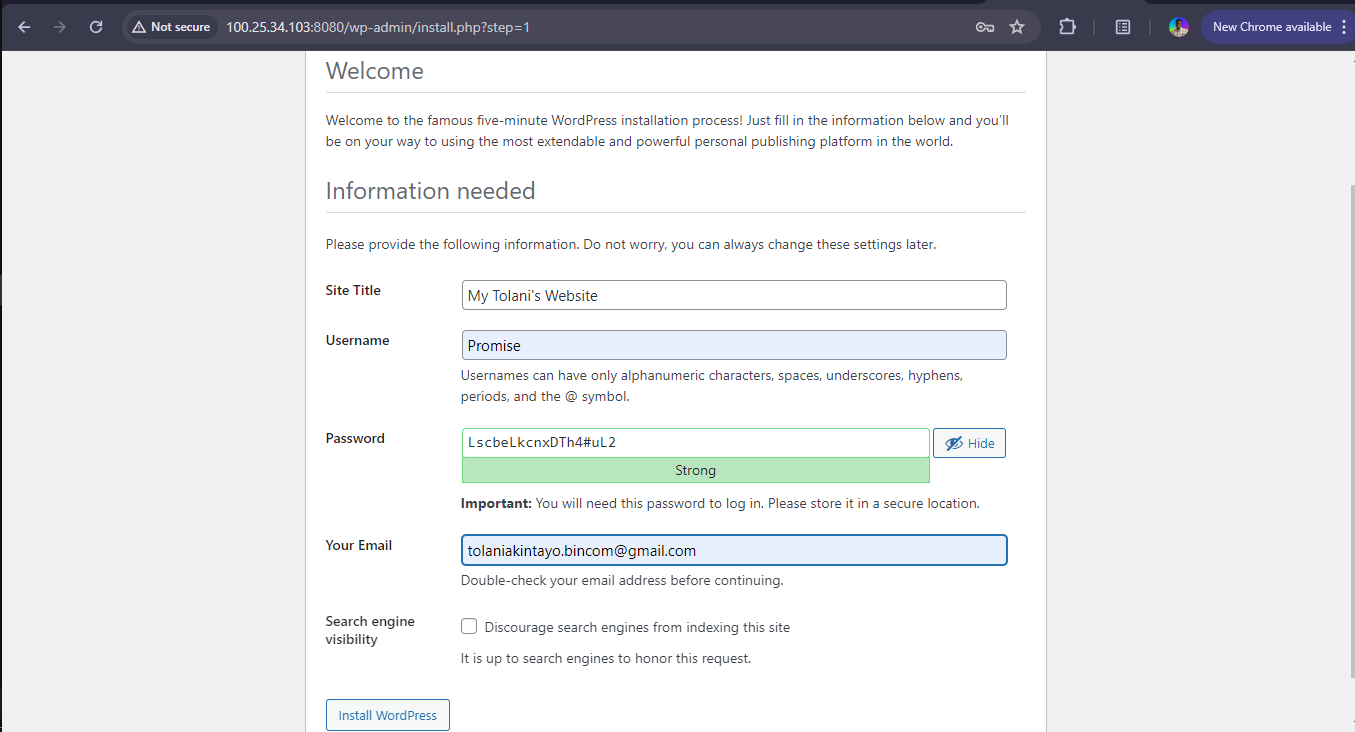 Not secure
100.25.34.103:8080/wp-admin/install.php?step=1
New Chrome available
Welcome
Welcome to the famous five-minute WordPress installation process! Just fill in the information below and you’ll
be on your way to using the most extendable and powerful personal publishing platform in the world.
Information needed
Please provide the following information. Do not worry, you can always change these settings later.
Site Title
My Tolani's Website
Username
Promise
Usernames can have only alphanumeric characters, spaces, underscores, hyphens,
periods, and the @ symbol.
Password
LscbeLkcnxDTh4#uL2
Hide
Strong
Important: You will need this password to log in. Please store it in a secure location.
Your Email
tolaniakintayo.bincom@gmail.com
Double-check your email address before continuing.
Search engine
visibility
Discourage search engines from indexing this site
It is up to search engines to honor this request.
Install WordPress